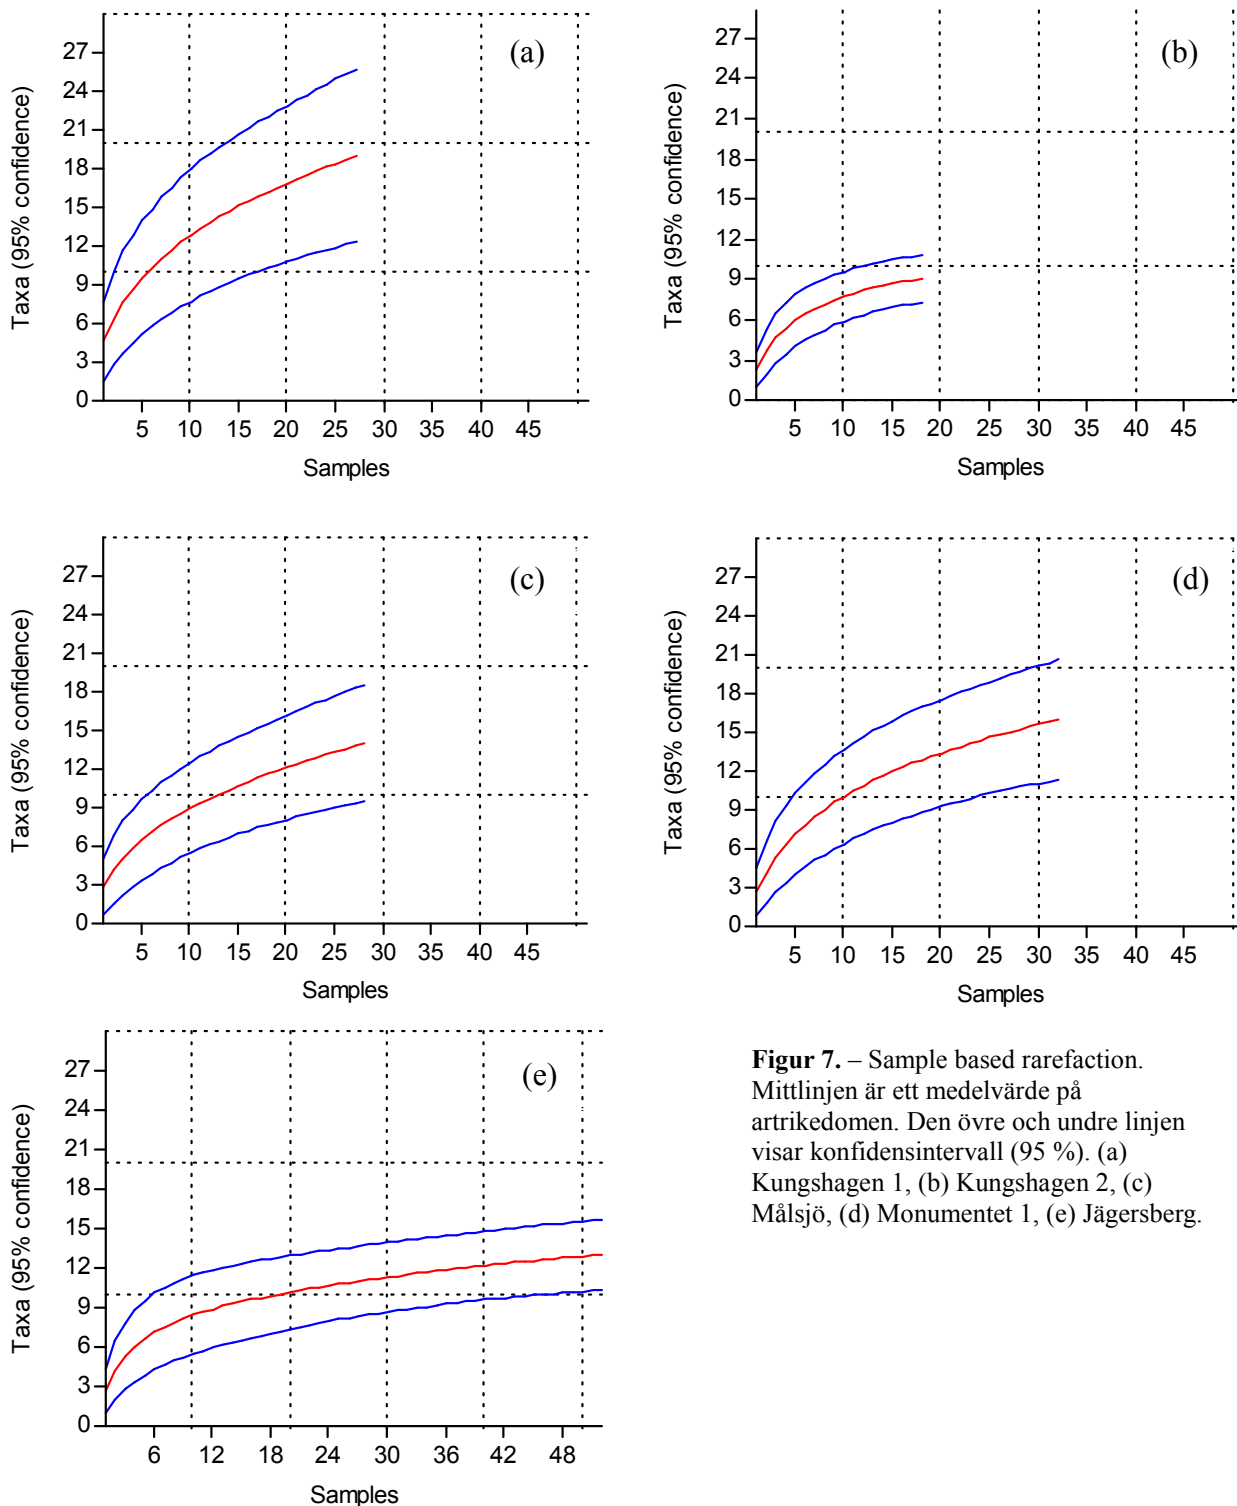 (a)
Taxa (95% confidence)
27
24
21
18
15
12
9
6
3
0
5 10 15 20 25 30 35 40 45
Samples
(b)
Taxa (95% confidence)
27
24
21
18
15
12
9
6
3
0
5 10 15 20 25 30 35 40 45
Samples
(c)
Taxa (95% confidence)
27
24
21
18
15
12
9
6
3
0
5 10 15 20 25 30 35 40 45
Samples
(d)
Taxa (95% confidence)
27
24
21
18
15
12
9
6
3
0
5 10 15 20 25 30 35 40 45
Samples
(e)
Taxa (95% confidence)
27
24
21
18
15
12
9
6
3
0
6 12 18 24 30 36 42 48
Samples
Figur 7. – Sample based rarefaction.
Mittlinjen är ett medelvärde på
artrikedomen. Den övre och undre linjen
visar konfidensintervall (95 %). (a)
Kungshagen 1, (b) Kungshagen 2, (c)
Målsjö, (d) Monumentet 1, (e) Jägersberg.